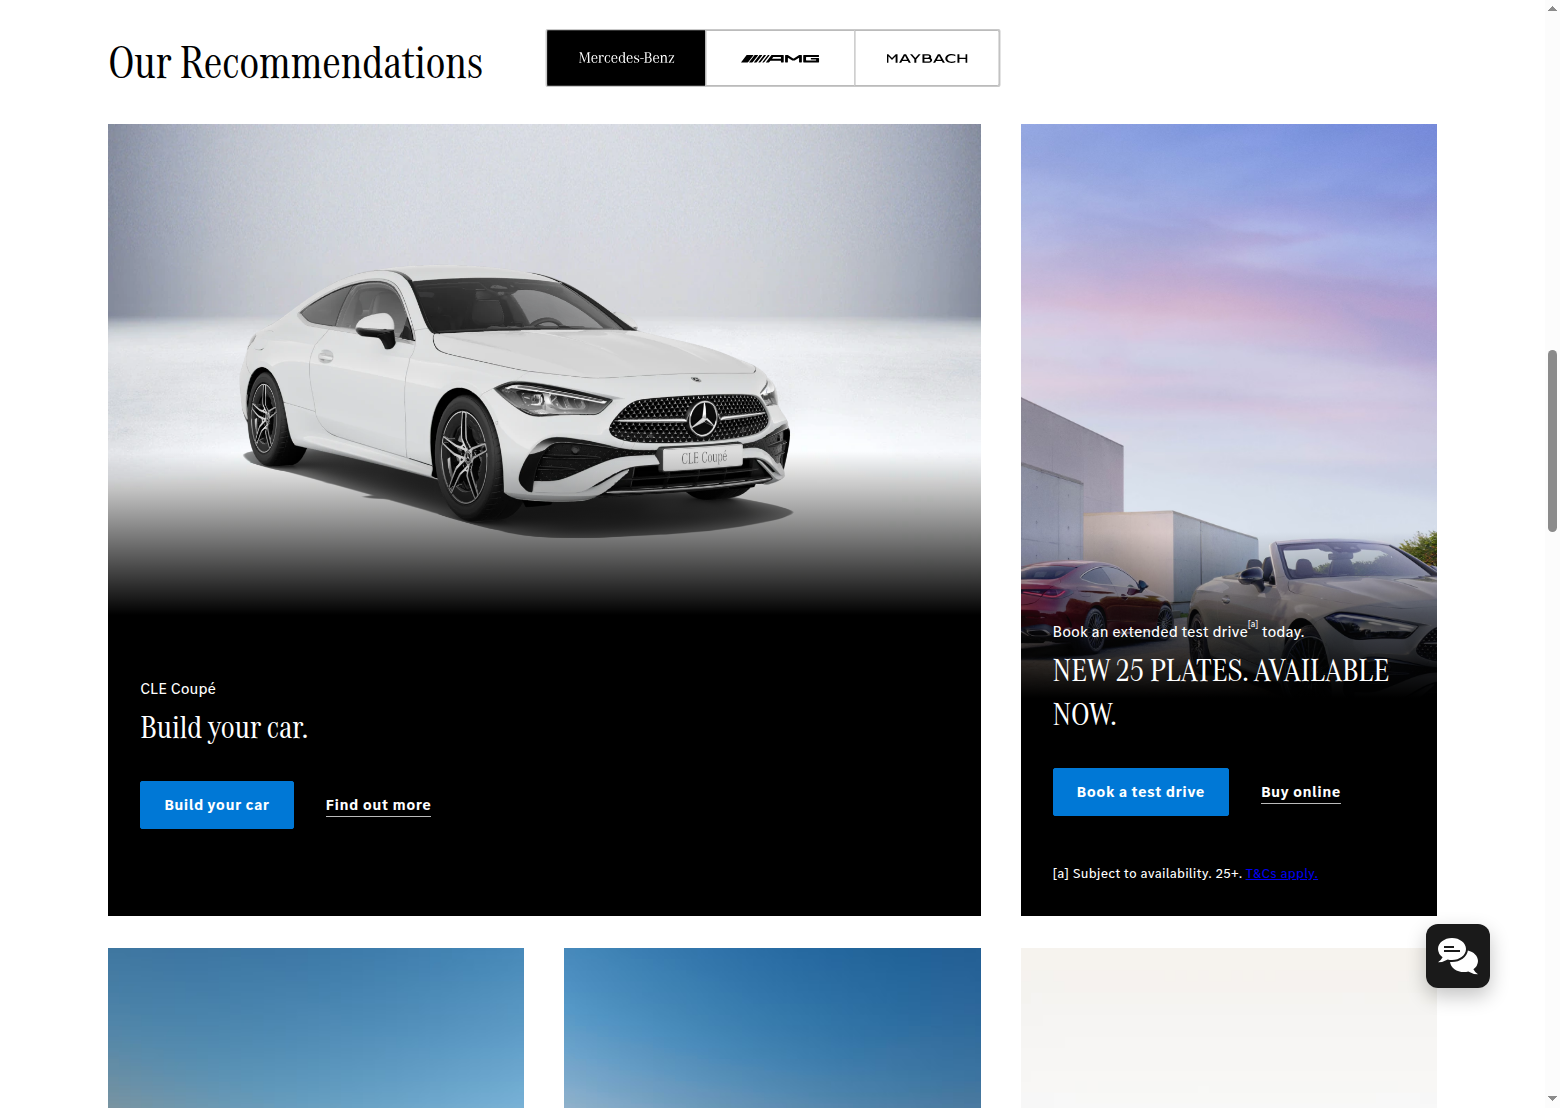 Our Recommendations
Mercedes-Benz
AMG
MAYBACH
CLE Coupé
CLE Coupé
Build your car.
Build your car
Find out more
Book an extended test drive[a] today.
NEW 25 PLATES. AVAILABLE
NOW.
Book a test drive
Buy online
[a] Subject to availability. 25+. T&Cs apply.